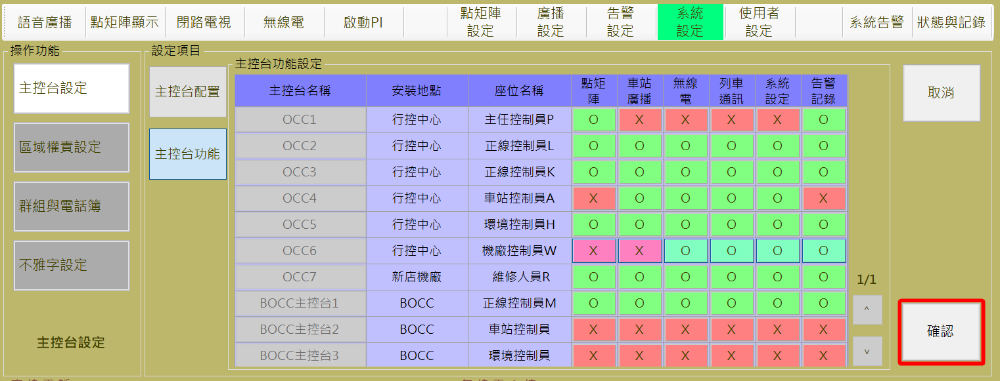 語音廣播 點矩陣顯示 閉路電視 無線電 啟動PI 點矩陣 廣播 告警 系統 使用者 系統告警 狀態與記錄
設定 設定 設定 設定 設定
操作功能
主控台設定
區域權責設定
群組與電話簿
不雅字設定
主控台設定
設定項目
主控台配置
主控台功能
主控台功能設定
主控台名稱 安裝地點 座位名稱 點矩 車站 無線 列車 系統 告警
陣 廣播 電 通訊 設定 記錄
OCC1 行控中心 主任控制員P O X X X X O
OCC2 行控中心 正線控制員L O O O O O O
OCC3 行控中心 正線控制員K O O O O O O
OCC4 行控中心 車站控制員A X O O O O X
OCC5 行控中心 環境控制員H O O O O O O
OCC6 行控中心 機廠控制員W X X O O O O
OCC7 新店機廠 維修人員R O O O O O O
BOCC主控台1 BOCC 正線控制員M O O O O O O
BOCC主控台2 BOCC 車站控制員 X X X X X X
BOCC主控台3 BOCC 環境控制員 X X X X X X
1/1
^
v
取消
確認